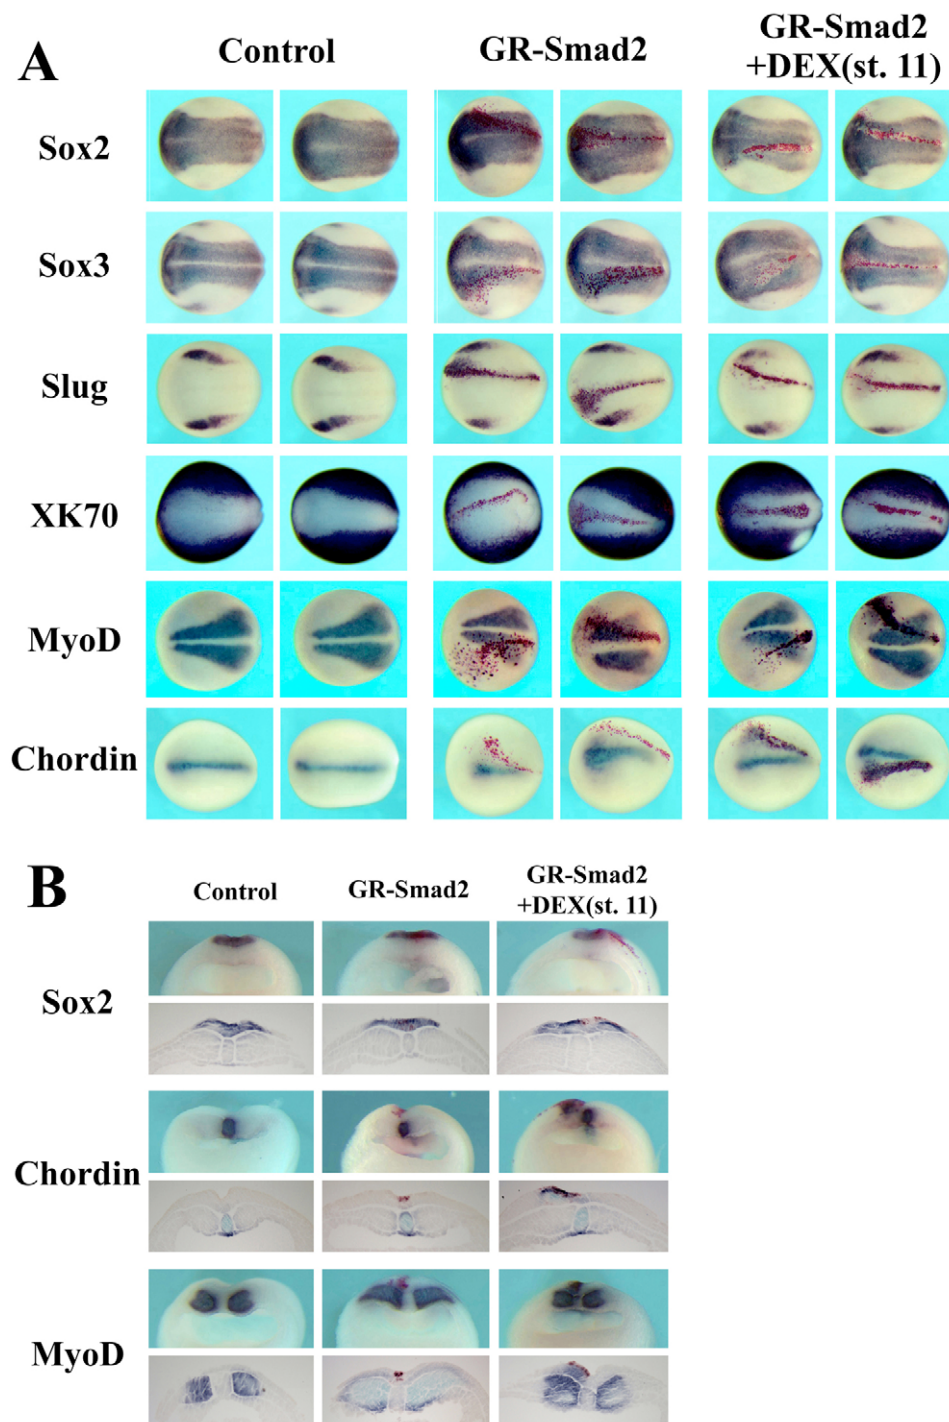 A
Control
GR-Smad2
GR-Smad2
+DEX(st. 11)
Sox2
Sox3
Slug
XK70
MyoD
Chordin
B
Control
GR-Smad2
GR-Smad2
+DEX(st. 11)
Sox2
Chordin
MyoD